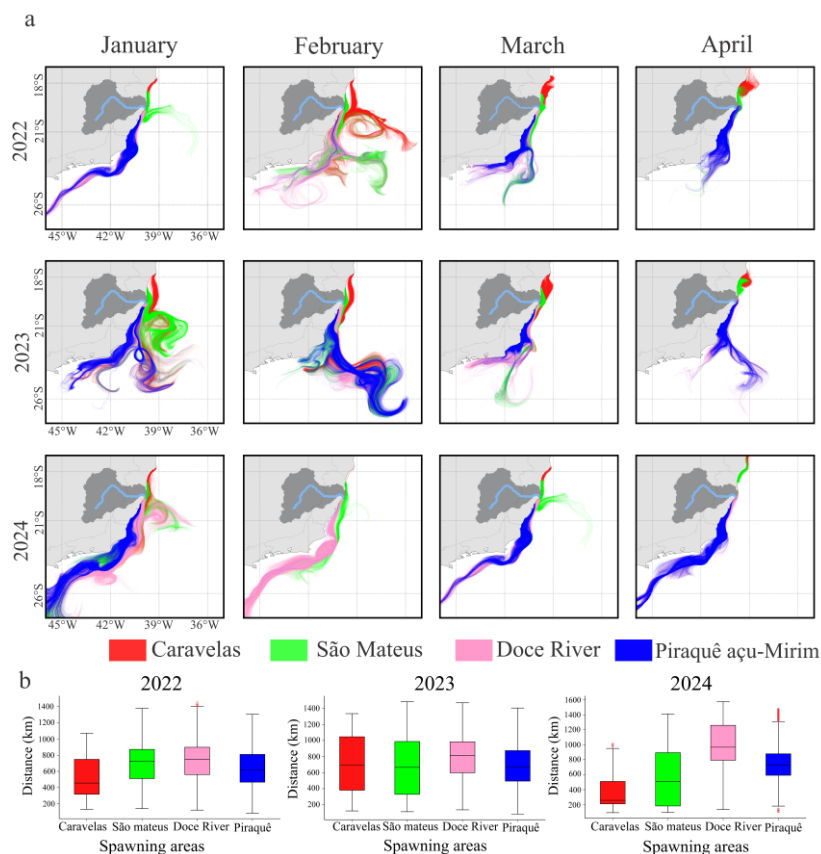 a
January February March April
2022
18°S
21°S
26°S
45°W 42°W 39°W 36°W
2023
18°S
21°S
26°S
45°W 42°W 39°W 36°W
2024
18°S
21°S
26°S
45°W 42°W 39°W 36°W
Caravelas São Mateus Doce River Piraquê açu-Mirim
b
2022 2023 2024
Distance (km)
1400
1200
1000
800
600
400
200
Caravelas São mateus Doce River Piraquê
Spawning areas
Distance (km)
1400
1200
1000
800
600
400
200
Caravelas São Mateus Doce River Piraquê
Spawning areas
Distance (km)
1600
1400
1200
1000
800
600
400
200
Caravelas São mateus Doce River Piraquê
Spawning areas